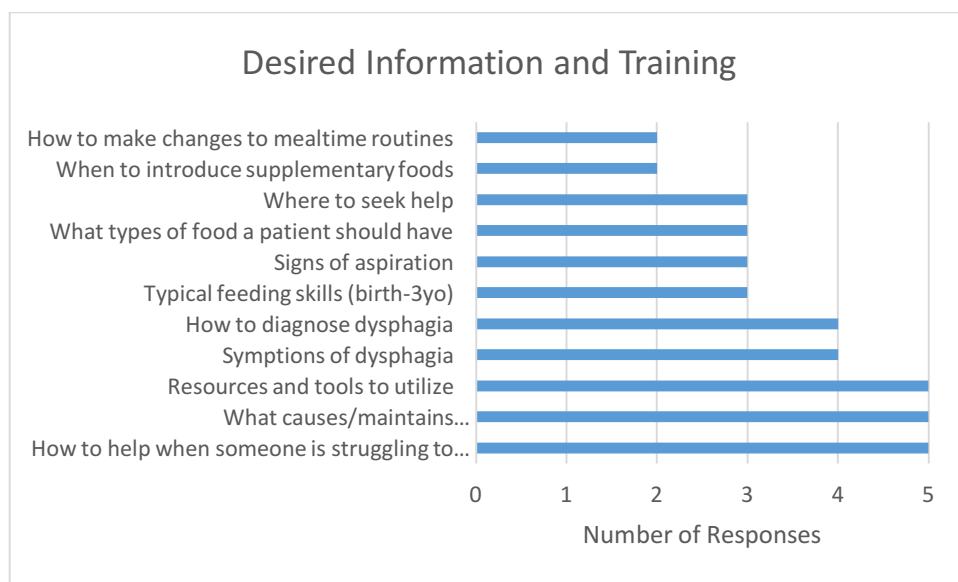 Desired Information and Training
How to make changes to mealtime routines
When to introduce supplementary foods
Where to seek help
What types of food a patient should have
Signs of aspiration
Typical feeding skills (birth-3yo)
How to diagnose dysphagia
Symptoms of dysphagia
Resources and tools to utilize
What causes/maintains...
How to help when someone is struggling to...
0 1 2 3 4 5
Number of Responses